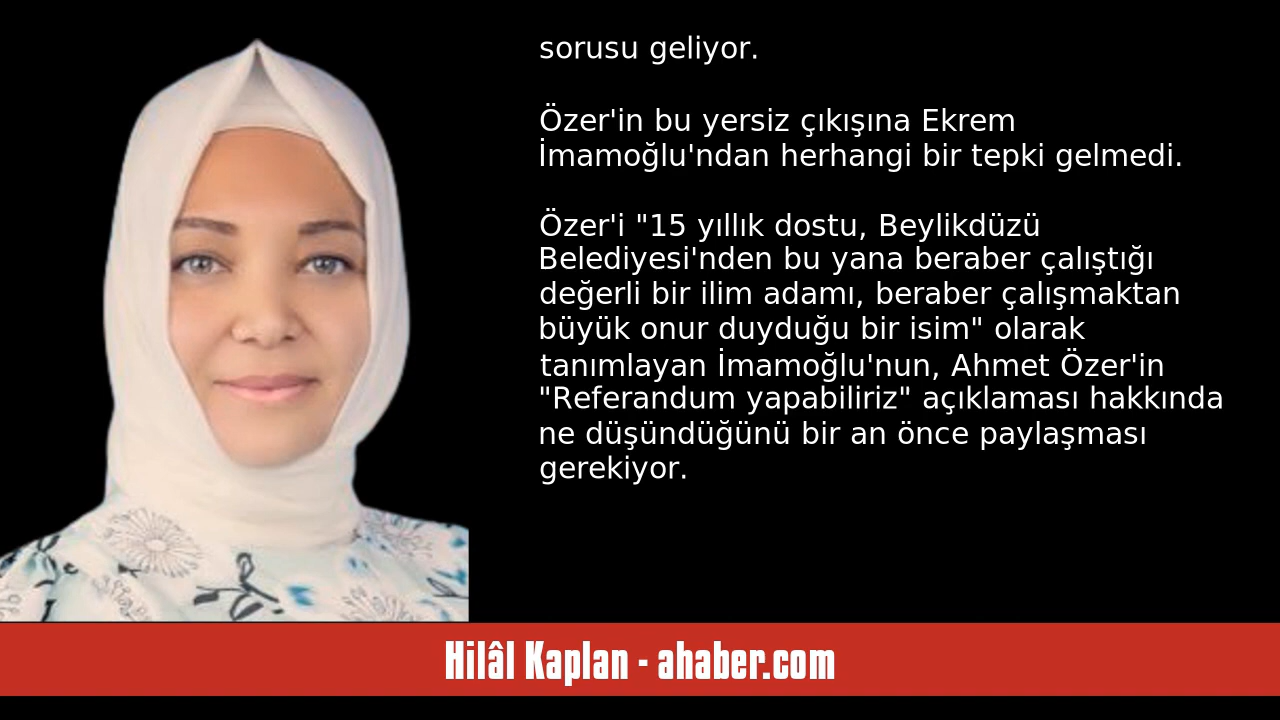 sorusu geliyor.
Özer'in bu yersiz çıkışına Ekrem
İmamoğlu'ndan herhangi bir tepki gelmedi.
Özer'i "15 yıllık dostu, Beylikdüzü
Belediyesi'nden bu yana beraber çalıştığı
değerli bir ilim adamı, beraber çalışmaktan
büyük onur duyduğu bir isim" olarak
tanımlayan İmamoğlu'nun, Ahmet Özer'in
"Referandum yapabiliriz" açıklaması hakkında
ne düşündüğünü bir an önce paylaşması
gerekiyor.
Hilâl Kaplan - ahaber.com